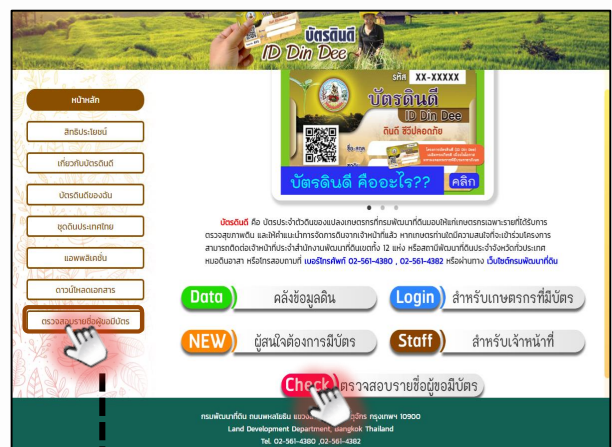 บัตรดินดี
ID Din Dee
หน้าหลัก
สิทธิประโยชน์
เกี่ยวกับบัตรดินดี
บัตรดินดีของฉัน
ชุดดินประเทศไทย
แอพพลิเคชั่น
ดาวน์โหลดเอกสาร
ตรวจสอบรายชื่อผู้ขอมีบัตร
รหัส XX-XXXXX
บัตรดินดี
ID Din Dee
ดินดี ชีวีปลอดภัย
ชื่อ-สกุล
บัตรดินดี คืออะไร?? คลิก
บัตรดินดี คือ บัตรประจำตัวดินของแปลงเกษตรกรที่กรมพัฒนาที่ดินมอบให้แก่เกษตรกรเฉพาะรายที่ได้รับการ
ตรวจสุขภาพดิน และให้คำแนะนำการจัดการดินจากเจ้าหน้าที่แล้ว หากเกษตรกรท่านใดมีความสนใจที่จะเข้าร่วมโครงการ
สามารถติดต่อเจ้าหน้าที่ประจำสำนักงานพัฒนาที่ดินเขตทั้ง 12 แห่ง หรือสถานีพัฒนาที่ดินประจำจังหวัดทั่วประเทศ
หมอดินอาสา หรือโทรสอบถามที่ เบอร์โทรศัพท์ 02-561-4380 , 02-561-4382 หรือผ่านทาง เว็บไซต์กรมพัฒนาที่ดิน
Data คลังข้อมูลดิน
Login สำหรับเกษตรกรที่มีบัตร
NEW ผู้สนใจต้องการมีบัตร
Staff สำหรับเจ้าหน้าที่
Check ตรวจสอบรายชื่อผู้ขอมีบัตร
กรมพัฒนาที่ดิน ถนนพหลโยธิน กรุงเทพฯ 10900
Land Development Department, Bangkok Thailand
Tel. 02-561-4380 ,02-561-4382